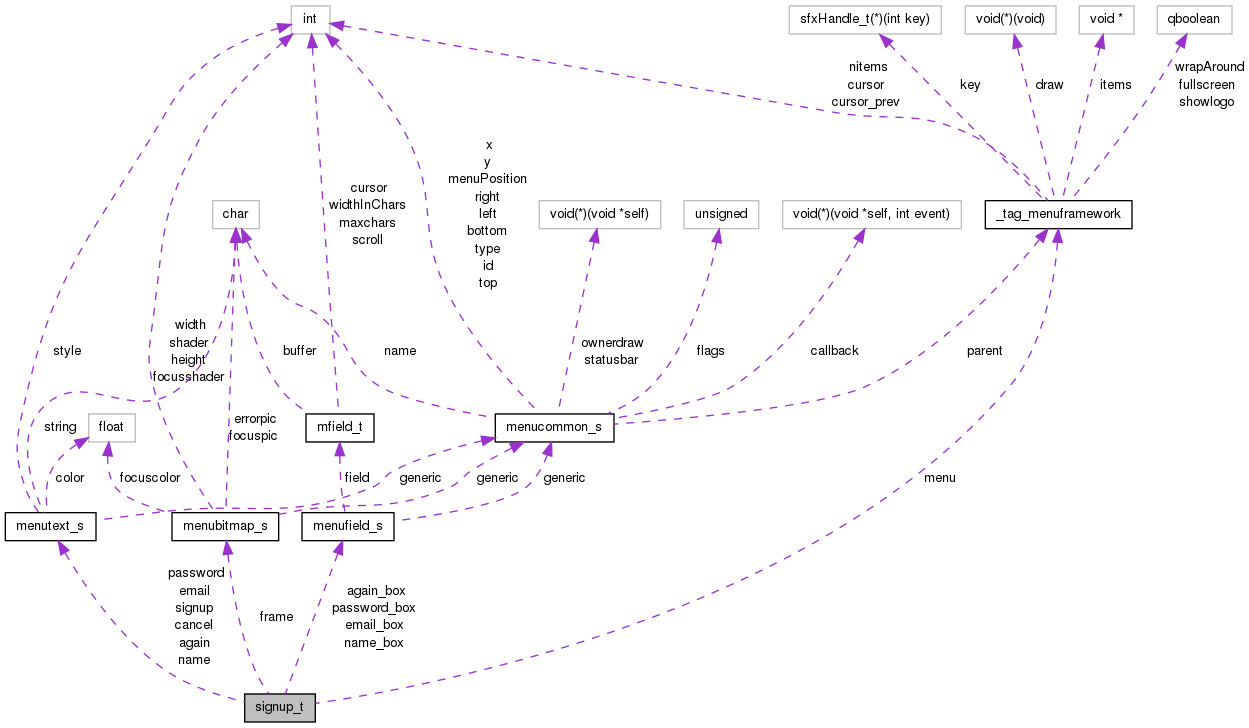 int
sfxHandle_t(*)(int key)
void(*)(void)
void *
qboolean
nitems
cursor
cursor_prev
key
draw
items
wrapAround
fullscreen
showlogo
x
y
menuPosition
right
left
bottom
type
id
top
cursor
widthInChars
maxchars
scroll
char
void(*)(void *self)
unsigned
void(*)(void *self, int event)
_tag_menuframework
style
width
shader
height
focusshader
buffer
name
ownerdraw
statusbar
flags
callback
parent
string
float
errorpic
focuspic
mfield_t
menucommon_s
color
focuscolor
field
generic
generic
generic
menu
menutext_s
menubitmap_s
menufield_s
password
email
signup
cancel
again
name
frame
again_box
password_box
email_box
name_box
signup_t